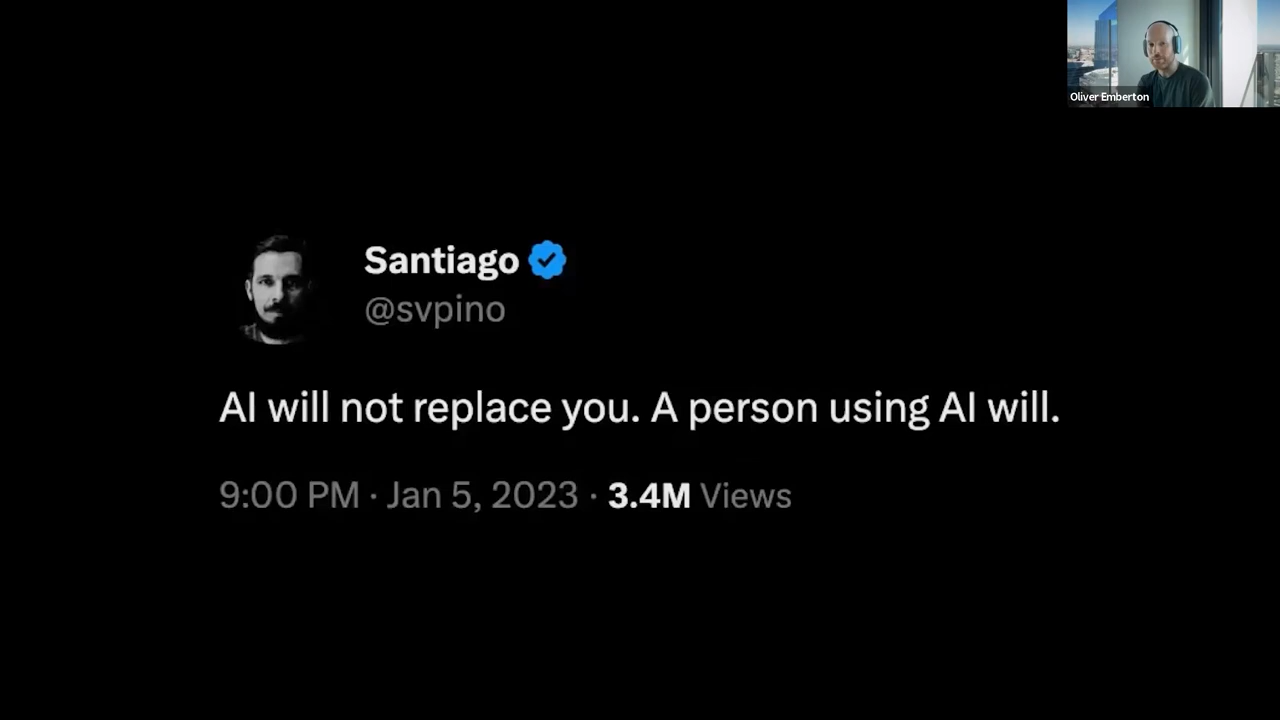 Oliver Emberton
Santiago
@svpino
AI will not replace you. A person using AI will.
9:00 PM · Jan 5, 2023 · 3.4M Views